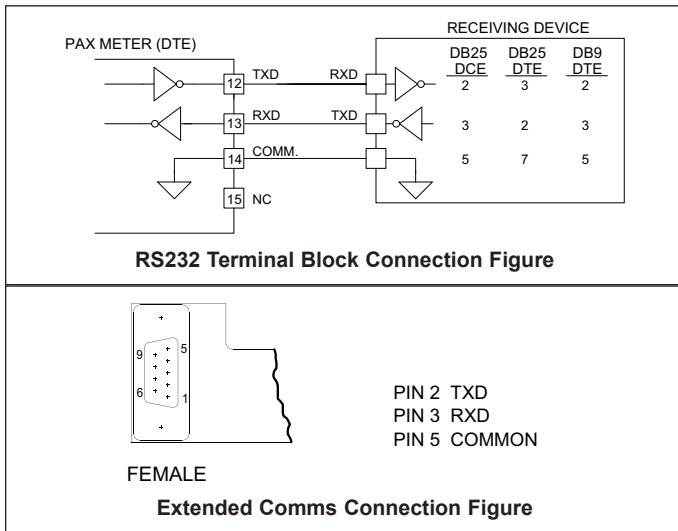 RECEIVING DEVICE
PAX METER (DTE)
DB25 DB25 DB9
DCE DTE DTE
12 TXD RXD 2 3 2
13 RXD TXD 3 2 3
14 COMM. 5 7 5
15 NC
RS232 Terminal Block Connection Figure
9 5
6 1
PIN 2 TXD
PIN 3 RXD
PIN 5 COMMON
FEMALE
Extended Comms Connection Figure